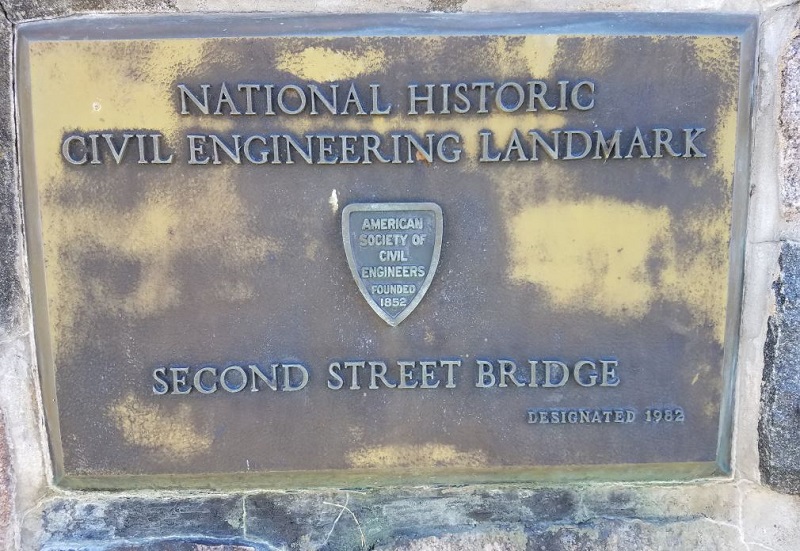 NATIONAL HISTORIC
CIVIL ENGINEERING LANDMARK
AMERICAN
SOCIETY OF
CIVIL
ENGINEERS
FOUNDED
1852
SECOND STREET BRIDGE
DESIGNATED 1982